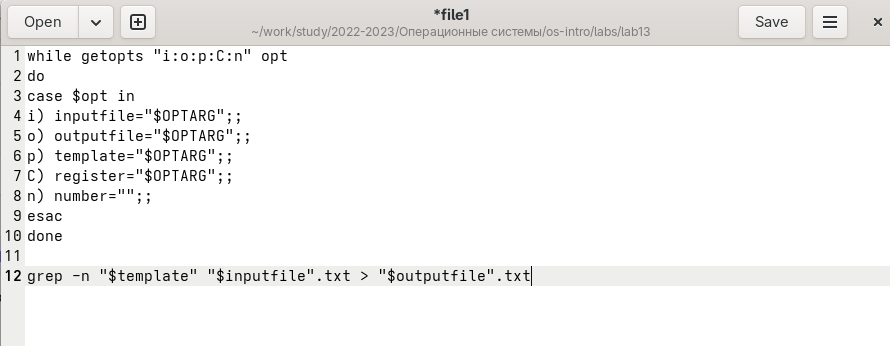 Open
*file1
~/work/study/2022-2023/Операционные системы/os-intro/labs/lab13
Save
1 while getopts "i:o:p:C:n" opt
2 do
3 case $opt in
4 i) inputfile="$OPTARG";;
5 o) outputfile="$OPTARG";;
6 p) template="$OPTARG";;
7 C) register="$OPTARG";;
8 n) number="";;
9 esac
10 done
11
12 grep -n "$template" "$inputfile".txt > "$outputfile".txt